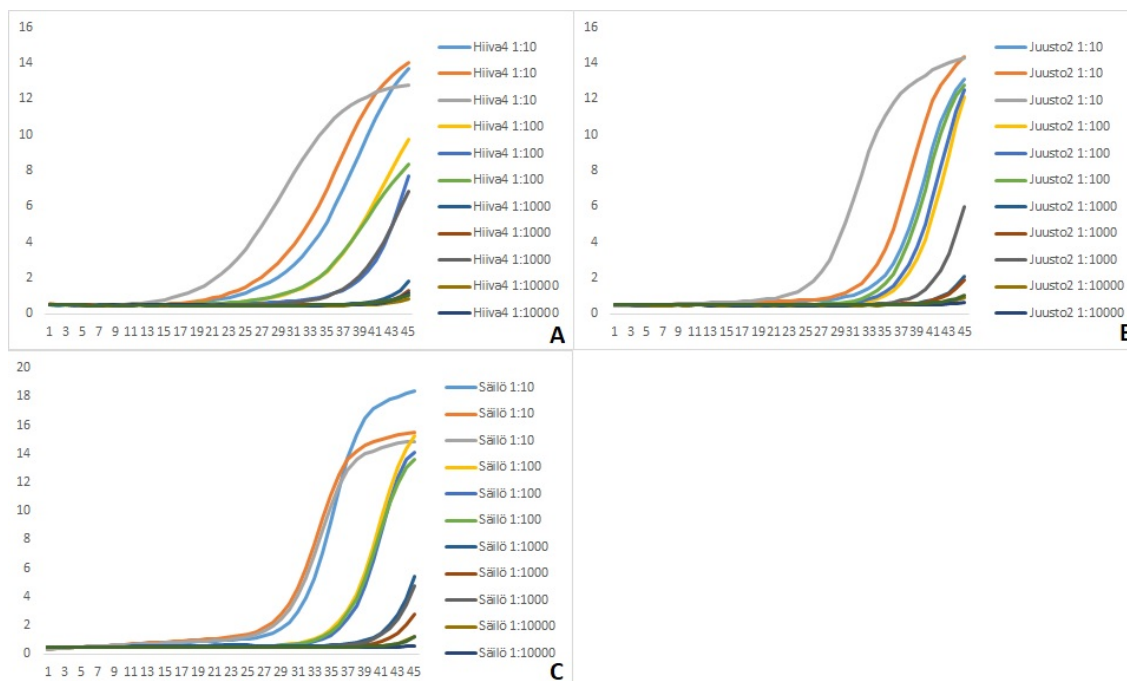 16
14
12
10
8
6
4
2
0
1 3 5 7 9 11 13 15 17 19 21 23 25 27 29 31 33 35 37 39 41 43 45
Hiiva4 1:10
Hiiva4 1:10
Hiiva4 1:10
Hiiva4 1:100
Hiiva4 1:100
Hiiva4 1:100
Hiiva4 1:1000
Hiiva4 1:1000
Hiiva4 1:1000
Hiiva4 1:10000
Hiiva4 1:10000
A
16
14
12
10
8
6
4
2
0
1 3 5 7 9 11 13 15 17 19 21 23 25 27 29 31 33 35 37 39 41 43 45
Juusto2 1:10
Juusto2 1:10
Juusto2 1:10
Juusto2 1:100
Juusto2 1:100
Juusto2 1:100
Juusto2 1:1000
Juusto2 1:1000
Juusto2 1:1000
Juusto2 1:10000
Juusto2 1:10000
20
18
16
14
12
10
8
6
4
2
0
1 3 5 7 9 11 13 15 17 19 21 23 25 27 29 31 33 35 37 39 41 43 45
Säilö 1:10
Säilö 1:10
Säilö 1:10
Säilö 1:100
Säilö 1:100
Säilö 1:100
Säilö 1:1000
Säilö 1:1000
Säilö 1:1000
Säilö 1:10000
Säilö 1:10000
C